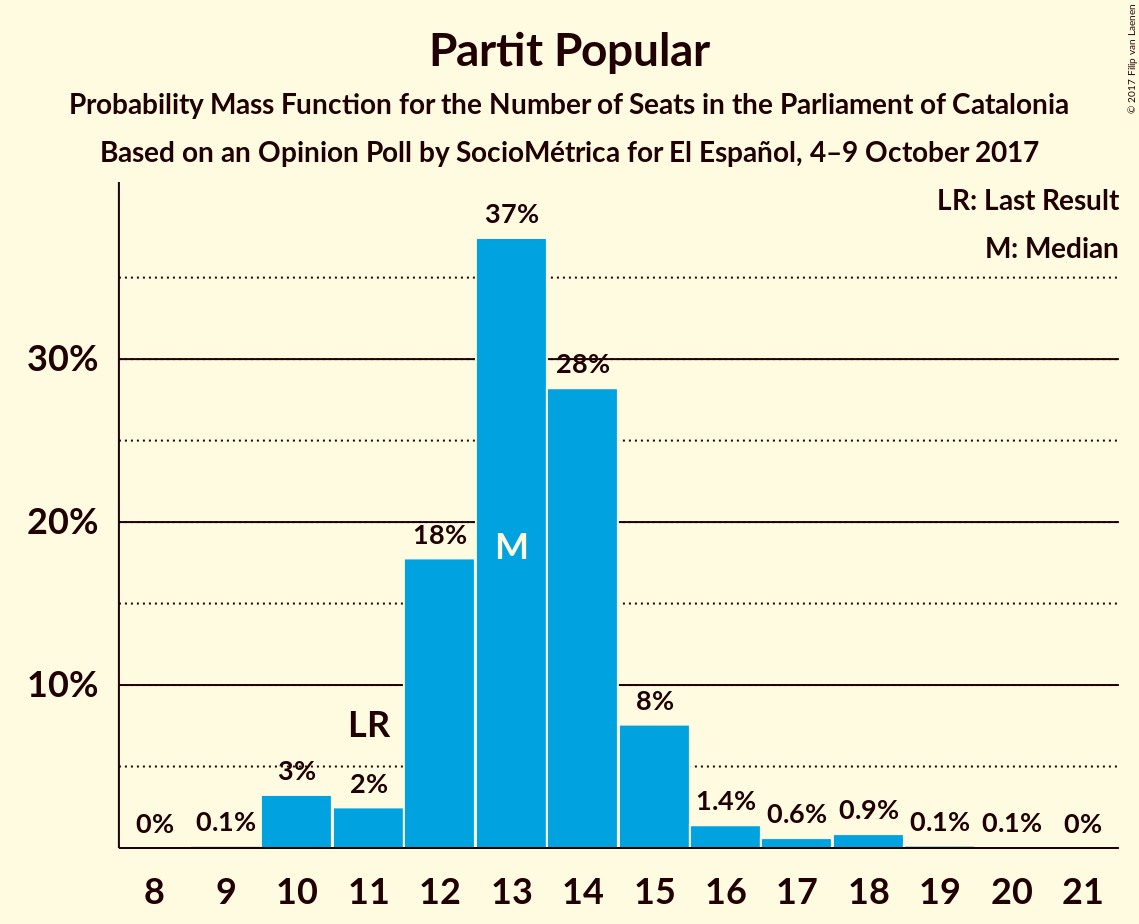 Partit Popular
Probability Mass Function for the Number of Seats in the Parliament of Catalonia
Based on an Opinion Poll by SocioMétrica for El Español, 4–9 October 2017
© 2017 Filip van Laenen
LR: Last Result
M: Median
37%
30%
28%
20%
18%
M
10%
8%
LR
3%
2%
1.4%
0.9%
0.6%
0%
0.1%
0.1%
0.1%
0%
8 9 10 11 12 13 14 15 16 17 18 19 20 21